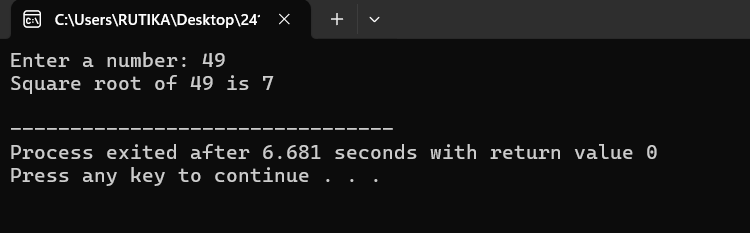 C:\Users\RUTIKA\Desktop\24'
Enter a number: 49
Square root of 49 is 7
--------------------------------
Process exited after 6.681 seconds with return value 0
Press any key to continue . . .